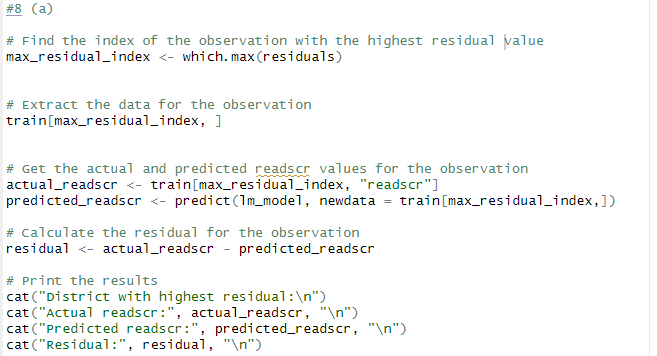 #8 (a)
# Find the index of the observation with the highest residual value
max_residual_index <- which.max(residuals)
# Extract the data for the observation
train[max_residual_index, ]
# Get the actual and predicted readscr values for the observation
actual_readscr <- train[max_residual_index, "readscr"]
predicted_readscr <- predict(lm_model, newdata = train[max_residual_index,])
# Calculate the residual for the observation
residual <- actual_readscr - predicted_readscr
# Print the results
cat("District with highest residual:\n")
cat("Actual readscr:", actual_readscr, "\n")
cat("Predicted readscr:", predicted_readscr, "\n")
cat("Residual:", residual, "\n")